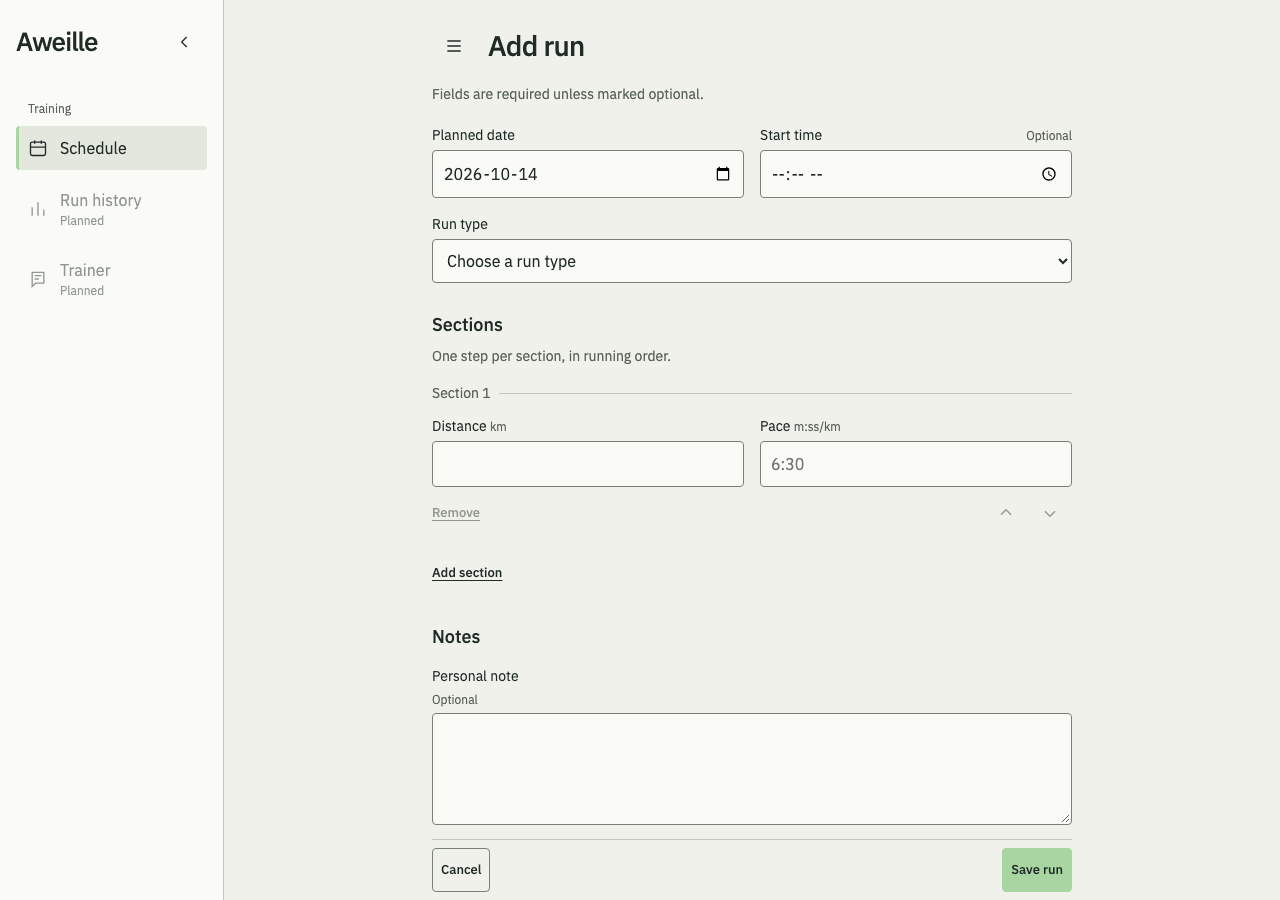 Aweille
Training
Schedule
Run history
Planned
Trainer
Planned
Add run
Fields are required unless marked optional.
Planned date
2026-10-14
Start time Optional
--:-- --
Run type
Choose a run type
Sections
One step per section, in running order.
Section 1
Distance km
Pace m:ss/km
6:30
Remove
Add section
Notes
Personal note
Optional
Cancel
Save run